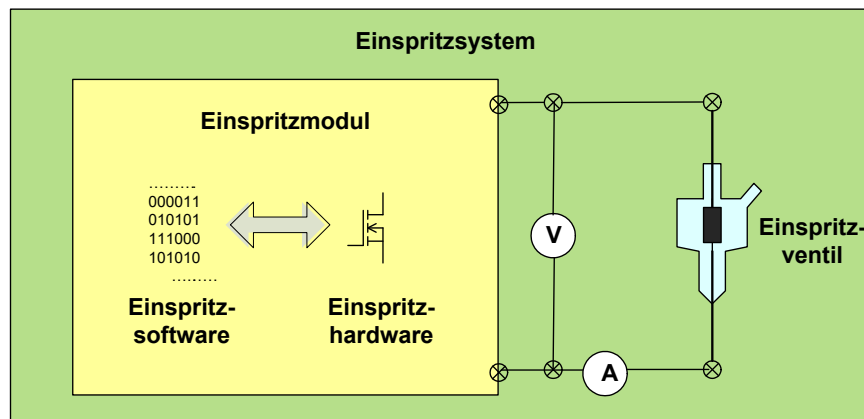 Einspritzsystem
Einspritzmodul
..........
000011
010101
111000
101010
..........
Einspritz-
software
Einspritz-
hardware
V
A
Einspritz-
ventil